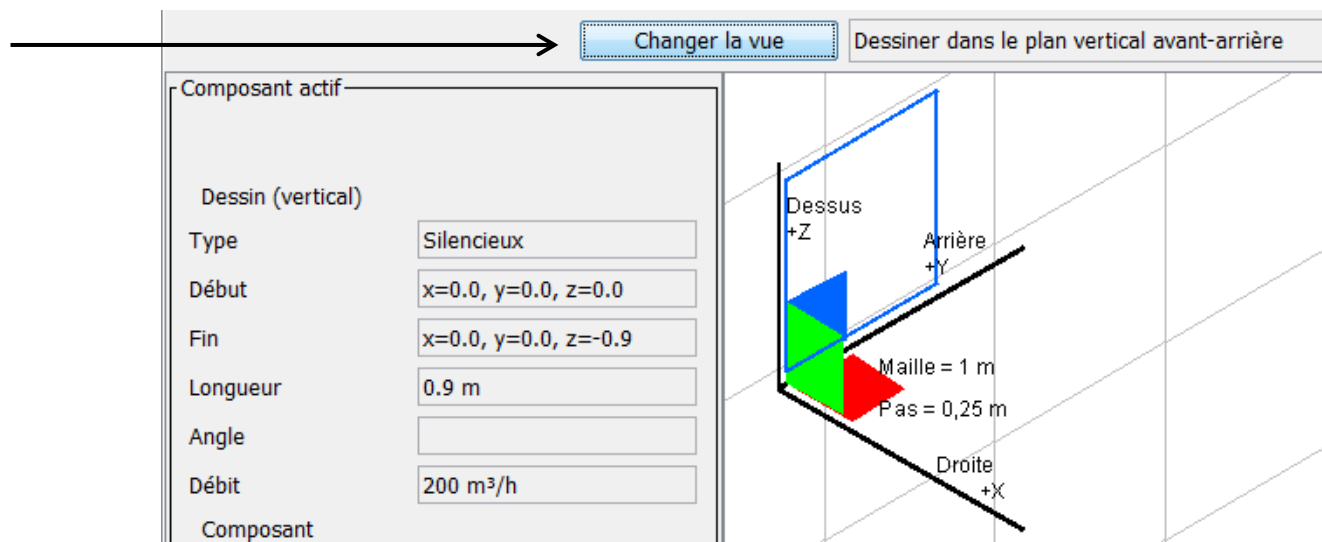 Changer la vue
Dessiner dans le plan vertical avant-arrière
Composant actif
Dessin (vertical)
Type
Silencieux
Début
x=0.0, y=0.0, z=0.0
Fin
x=0.0, y=0.0, z=-0.9
Longueur
0.9 m
Angle
Débit
200 m³/h
Composant
Dessus
+Z
Arrière
+Y
Maille = 1 m
Pas = 0,25 m
Droite
+X